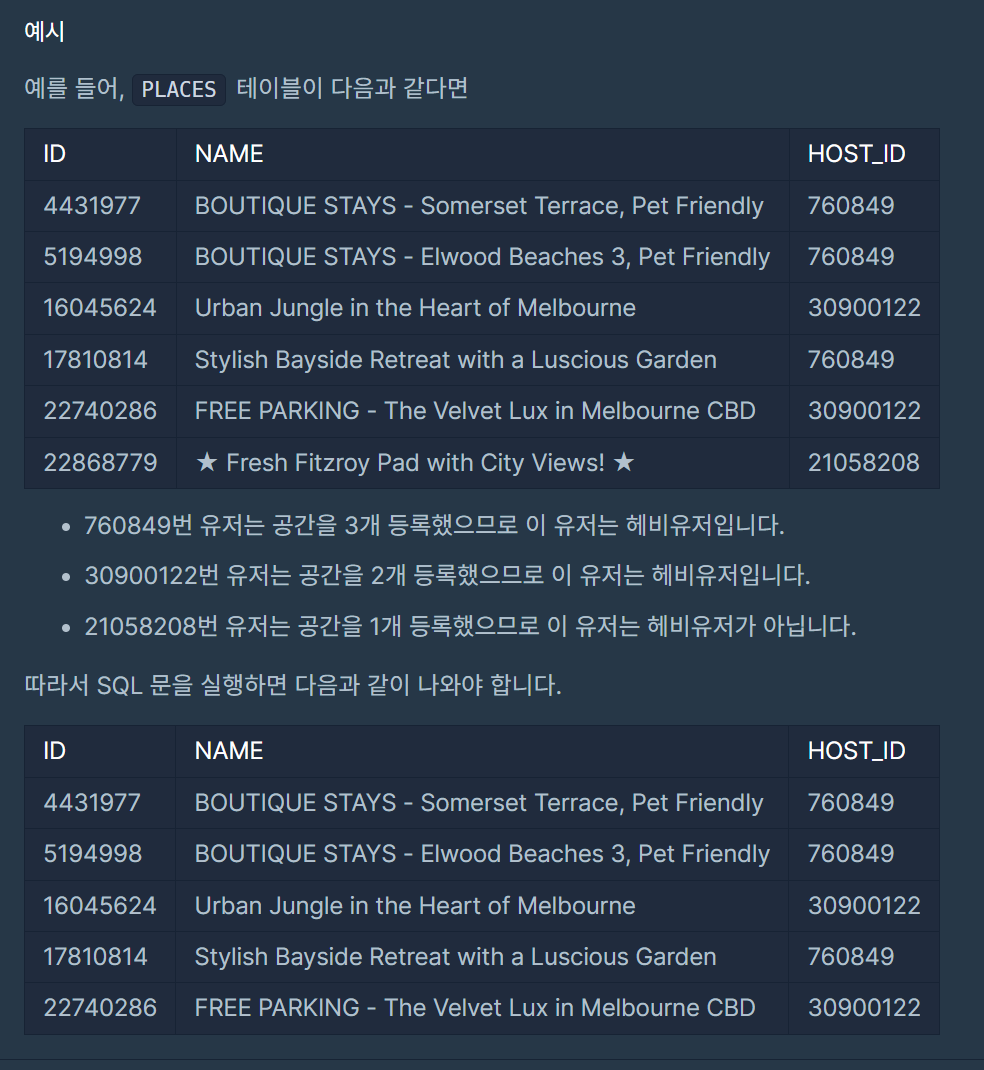 예시
예를 들어, PLACES 테이블이 다음과 같다면
ID NAME HOST_ID
4431977 BOUTIQUE STAYS - Somerset Terrace, Pet Friendly 760849
5194998 BOUTIQUE STAYS - Elwood Beaches 3, Pet Friendly 760849
16045624 Urban Jungle in the Heart of Melbourne 30900122
17810814 Stylish Bayside Retreat with a Luscious Garden 760849
22740286 FREE PARKING - The Velvet Lux in Melbourne CBD 30900122
22868779 ★ Fresh Fitzroy Pad with City Views! ★ 21058208
• 760849번 유저는 공간을 3개 등록했으므로 이 유저는 헤비유저입니다.
• 30900122번 유저는 공간을 2개 등록했으므로 이 유저는 헤비유저입니다.
• 21058208번 유저는 공간을 1개 등록했으므로 이 유저는 헤비유저가 아닙니다.
따라서 SQL 문을 실행하면 다음과 같이 나와야 합니다.
ID NAME HOST_ID
4431977 BOUTIQUE STAYS - Somerset Terrace, Pet Friendly 760849
5194998 BOUTIQUE STAYS - Elwood Beaches 3, Pet Friendly 760849
16045624 Urban Jungle in the Heart of Melbourne 30900122
17810814 Stylish Bayside Retreat with a Luscious Garden 760849
22740286 FREE PARKING - The Velvet Lux in Melbourne CBD 30900122